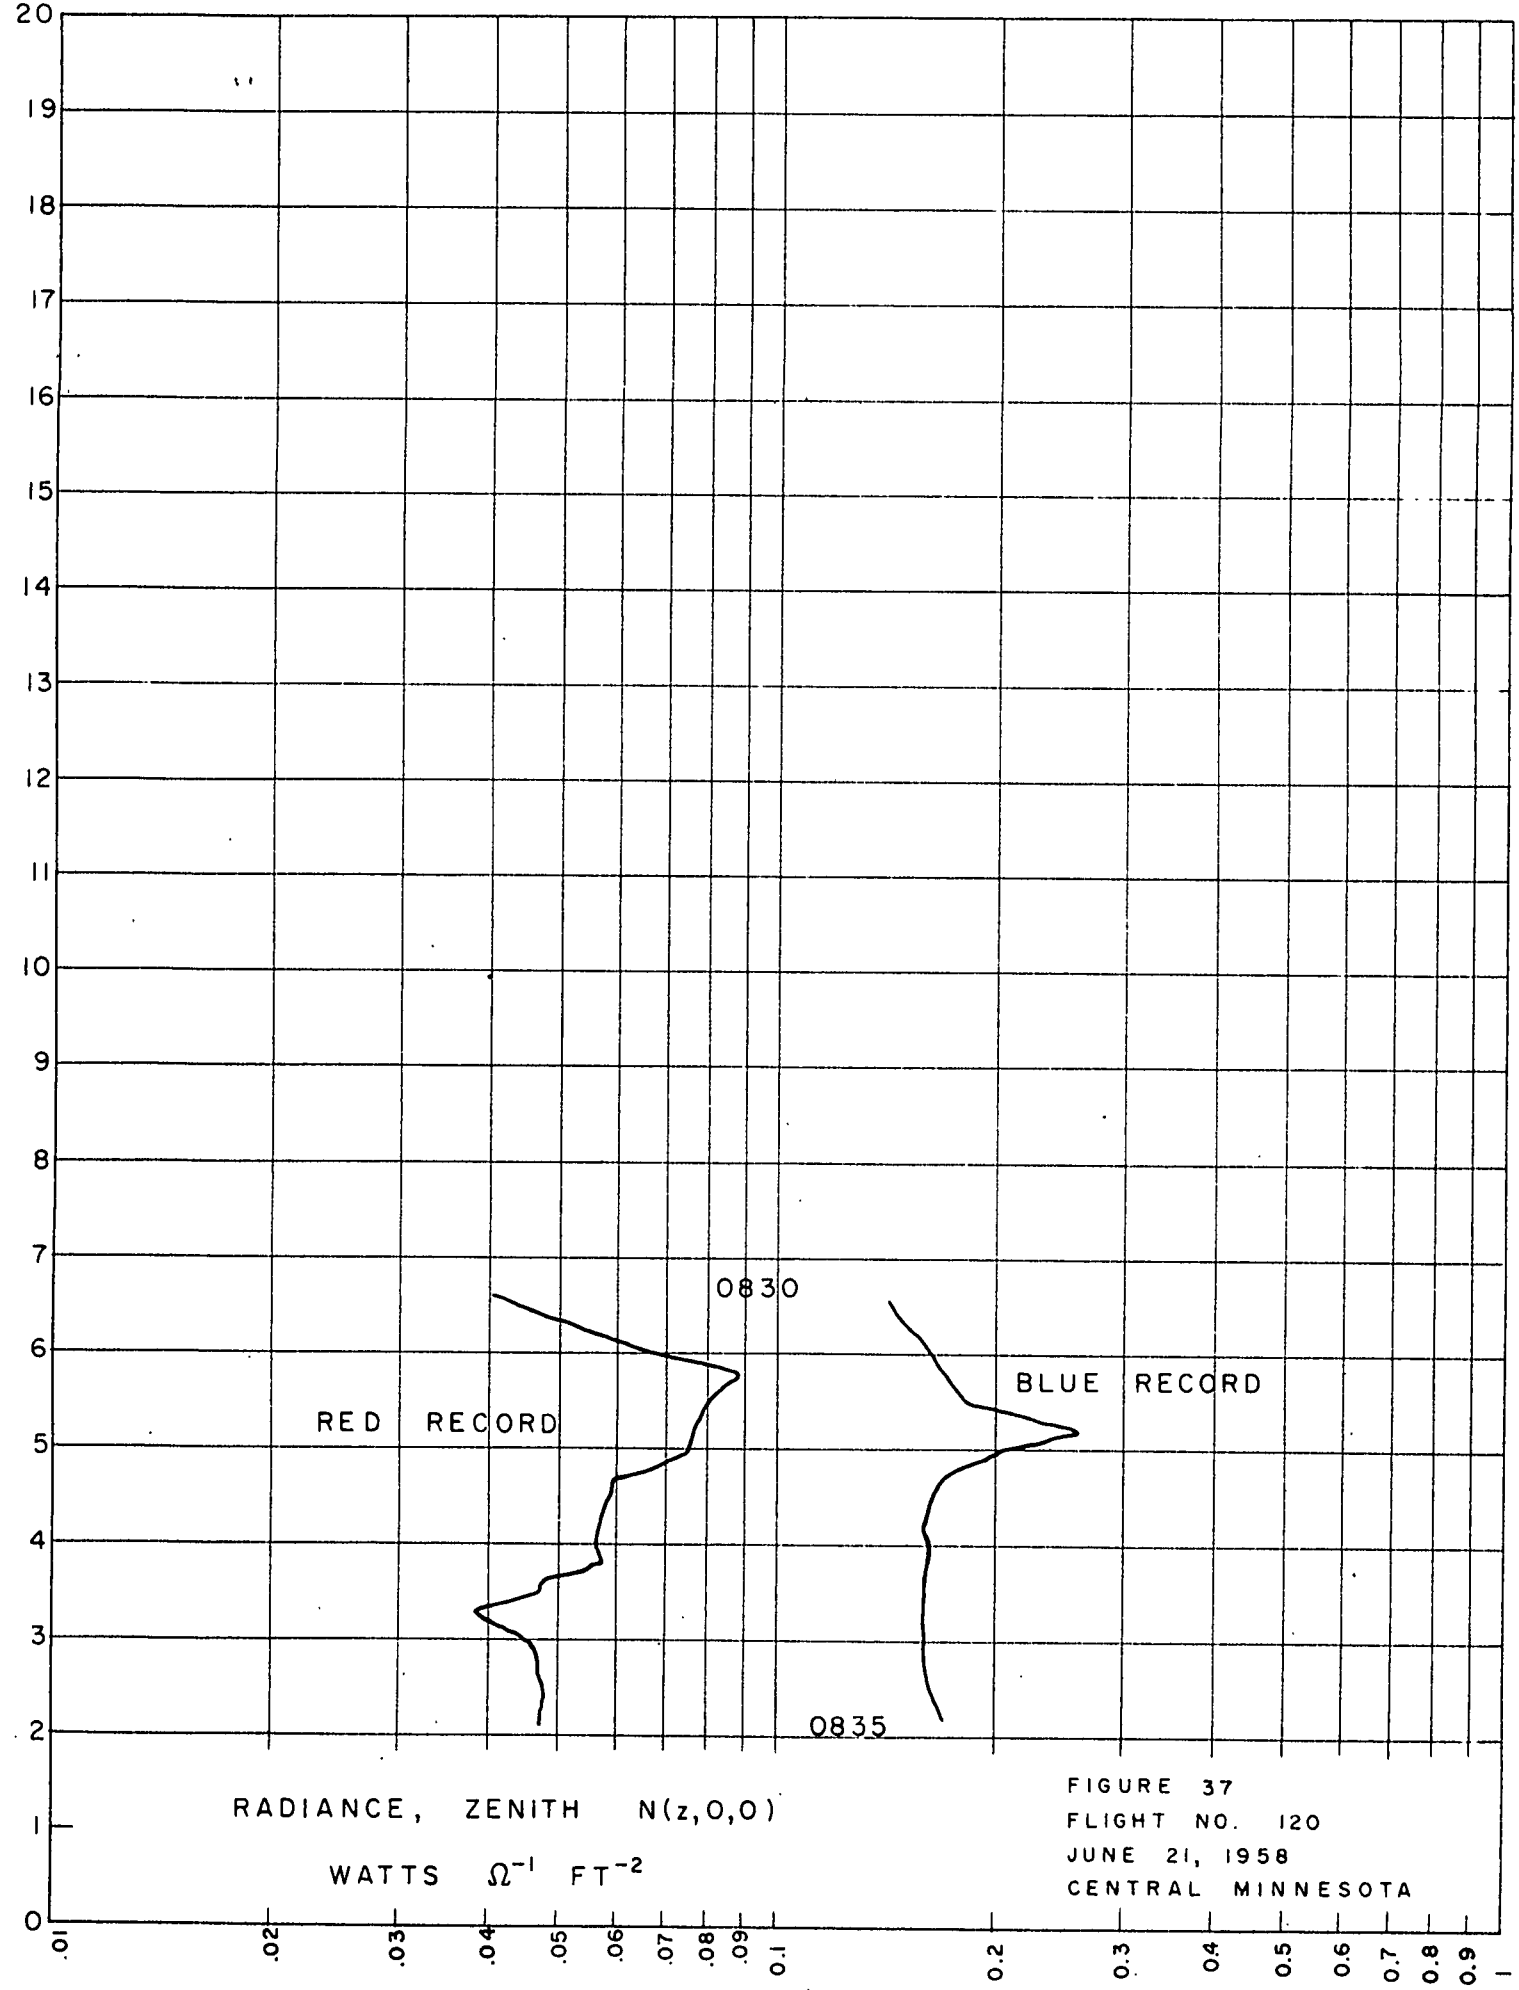 20
19
18
17
16
15
14
13
12
11
10
9
8
7
0830
6
BLUE RECORD
RED RECORD
5
4
3
2
0835
RADIANCE, ZENITH N(z,0,0)
1
WATTS Ω⁻¹ FT⁻²
FIGURE 37
FLIGHT NO. 120
JUNE 21, 1958
CENTRAL MINNESOTA
0
.01 .02 .03 .04 .05 .06 .07 .08 .09 0.1 0.2 0.3 0.4 0.5 0.6 0.7 0.8 0.9 1